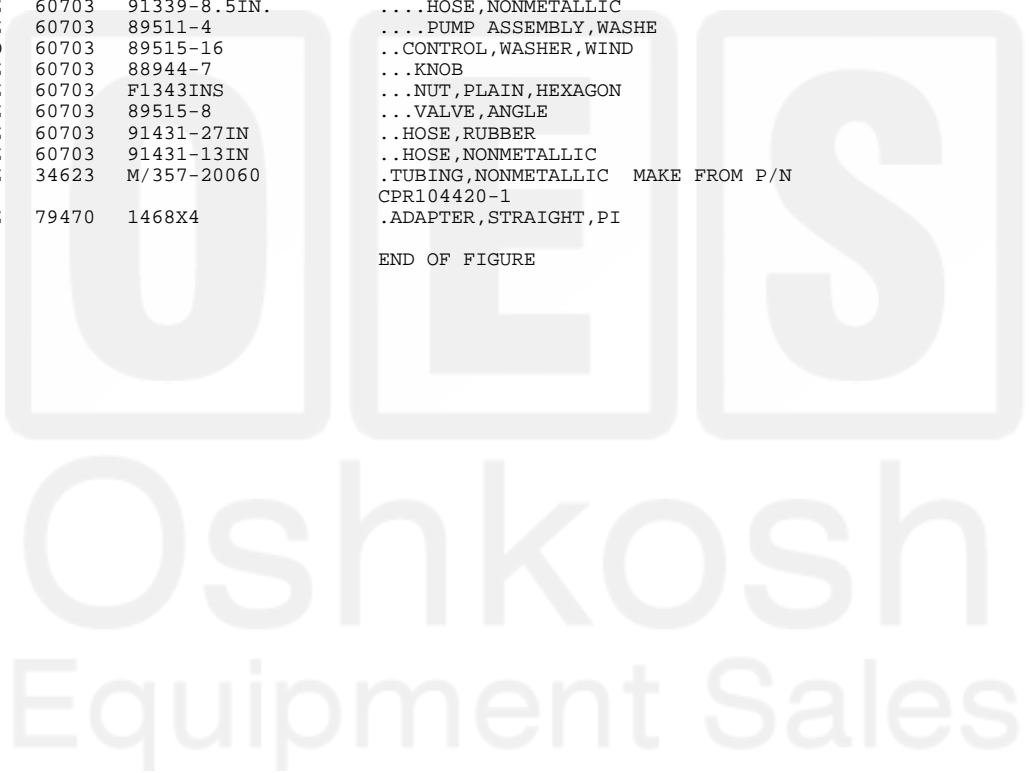 60703 91339-8.5IN. ....HOSE,NONMETALLIC
60703 89511-4 ....PUMP ASSEMBLY,WASHE
60703 89515-16 ..CONTROL,WASHER,WIND
60703 88944-7 ...KNOB
60703 F1343INS ...NUT,PLAIN,HEXAGON
60703 89515-8 ...VALVE,ANGLE
60703 91431-27IN ..HOSE,RUBBER
60703 91431-13IN ..HOSE,NONMETALLIC
34623 M/357-20060 .TUBING,NONMETALLIC MAKE FROM P/N
CPR104420-1
79470 1468X4 .ADAPTER,STRAIGHT,PI
END OF FIGURE
OES
Oshkosh
Equipment Sales